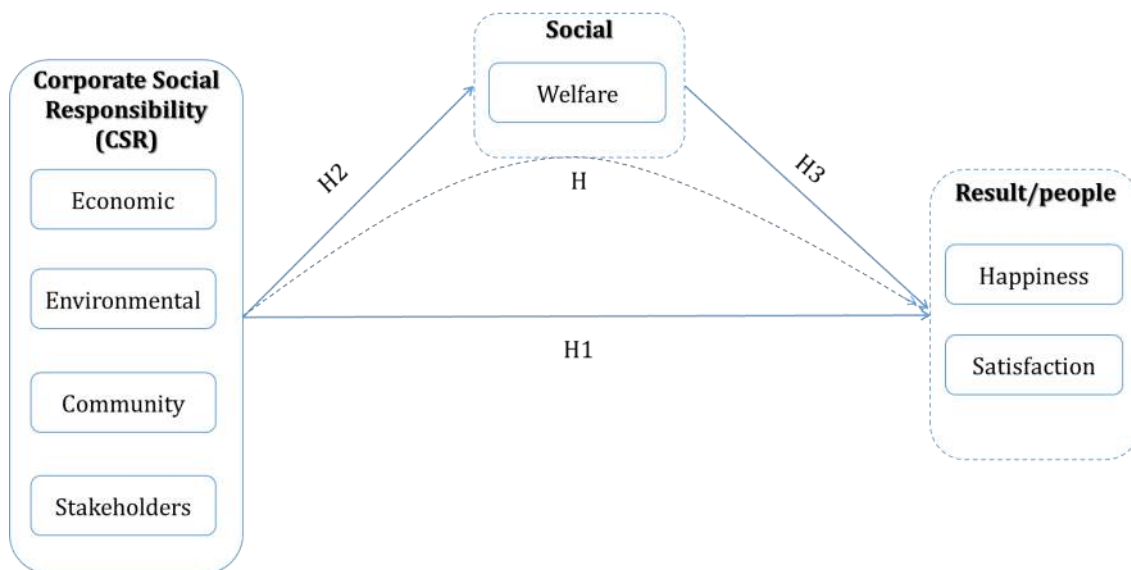 Corporate Social
Responsibility
(CSR)
Economic
Environmental
Community
Stakeholders
Social
Welfare
H2
H
H3
H1
Result/people
Happiness
Satisfaction